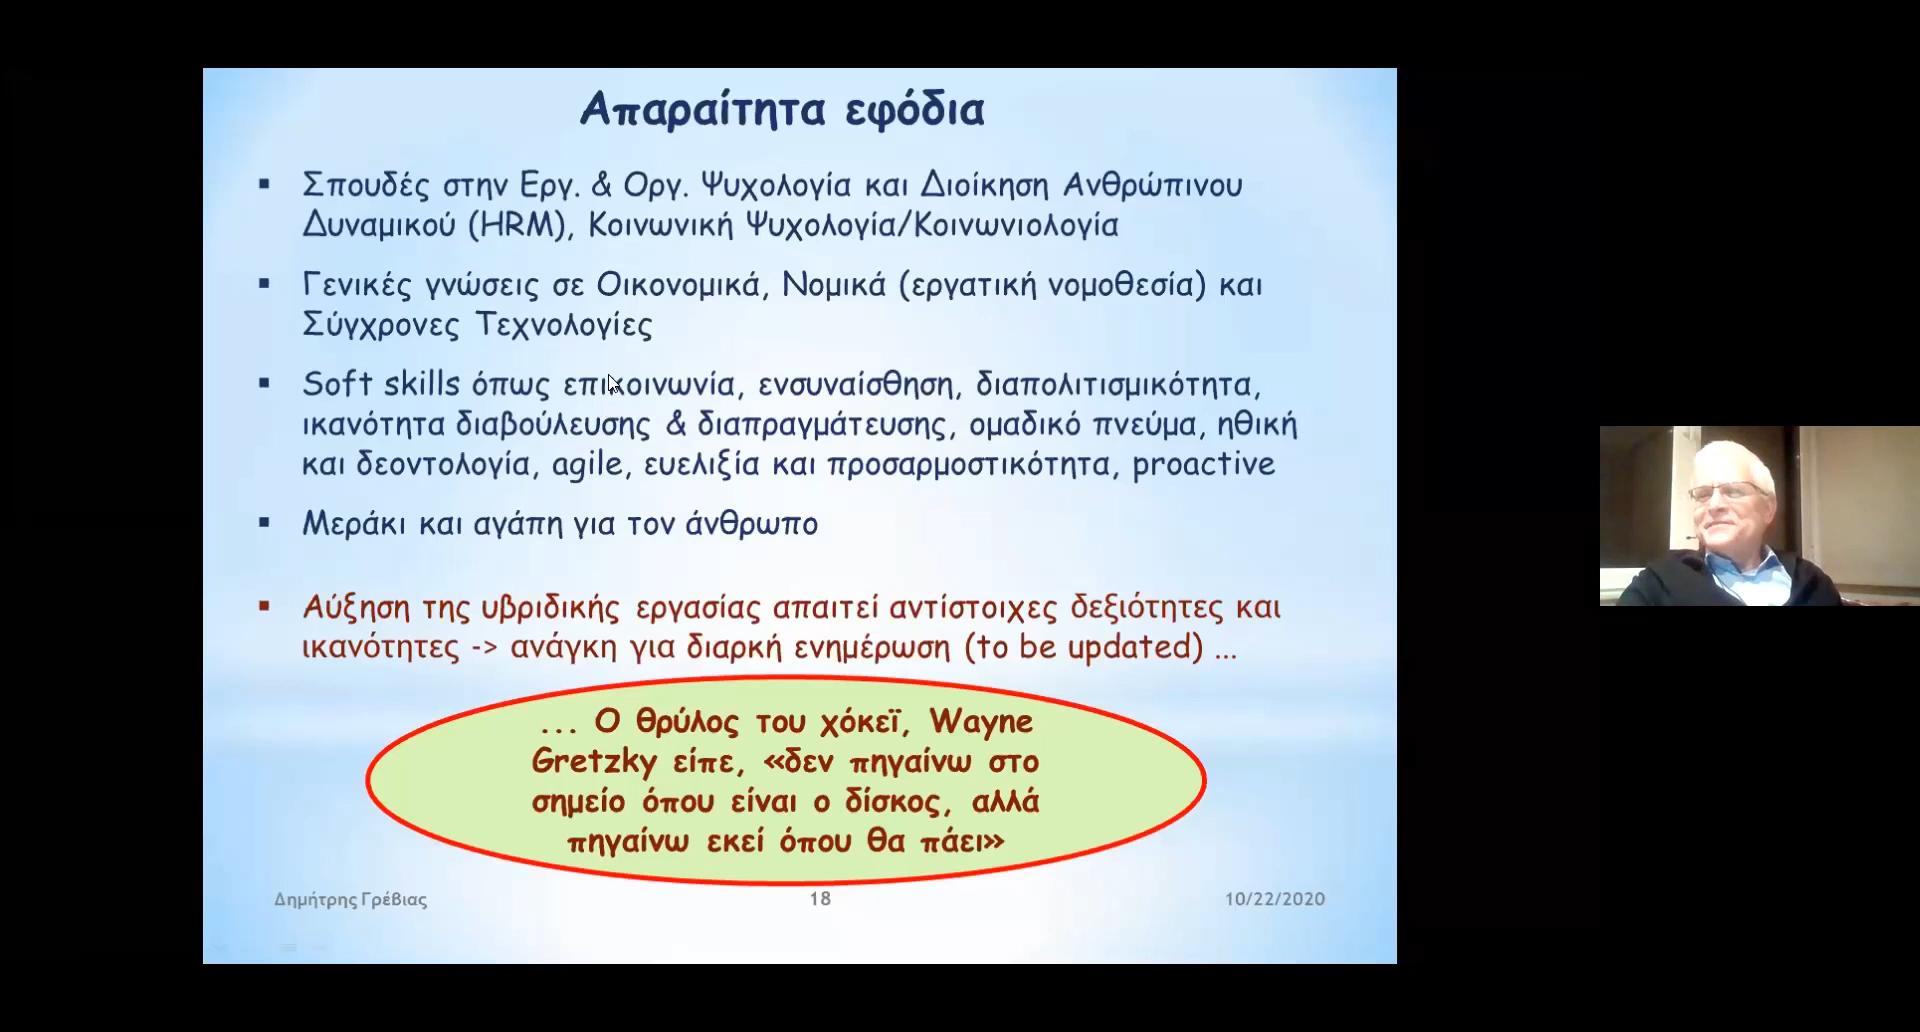 Απαραίτητα εφόδια
▪ Σπουδές στην Εργ. & Οργ. Ψυχολογία και Διοίκηση Ανθρώπινου
Δυναμικού (HRM), Κοινωνική Ψυχολογία/Κοινωνιολογία
▪ Γενικές γνώσεις σε Οικονομικά, Νομικά (εργατική νομοθεσία) και
Σύγχρονες Τεχνολογίες
▪ Soft skills όπως επικοινωνία, ενσυναίσθηση, διαπολιτισμικότητα,
ικανότητα διαβούλευσης & διαπραγμάτευσης, ομαδικό πνεύμα, ηθική
και δεοντολογία, agile, ευελιξία και προσαρμοστικότητα, proactive
▪ Μεράκι και αγάπη για τον άνθρωπο
▪ Αύξηση της υβριδικής εργασίας απαιτεί αντίστοιχες δεξιότητες και
ικανότητες -> ανάγκη για διαρκή ενημέρωση (to be updated) ...
... Ο θρύλος του χόκεϊ, Wayne
Gretzky είπε, «δεν πηγαίνω στο
σημείο όπου είναι ο δίσκος, αλλά
πηγαίνω εκεί όπου θα πάει»
Δημήτρης Γρέβιας 18 10/22/2020